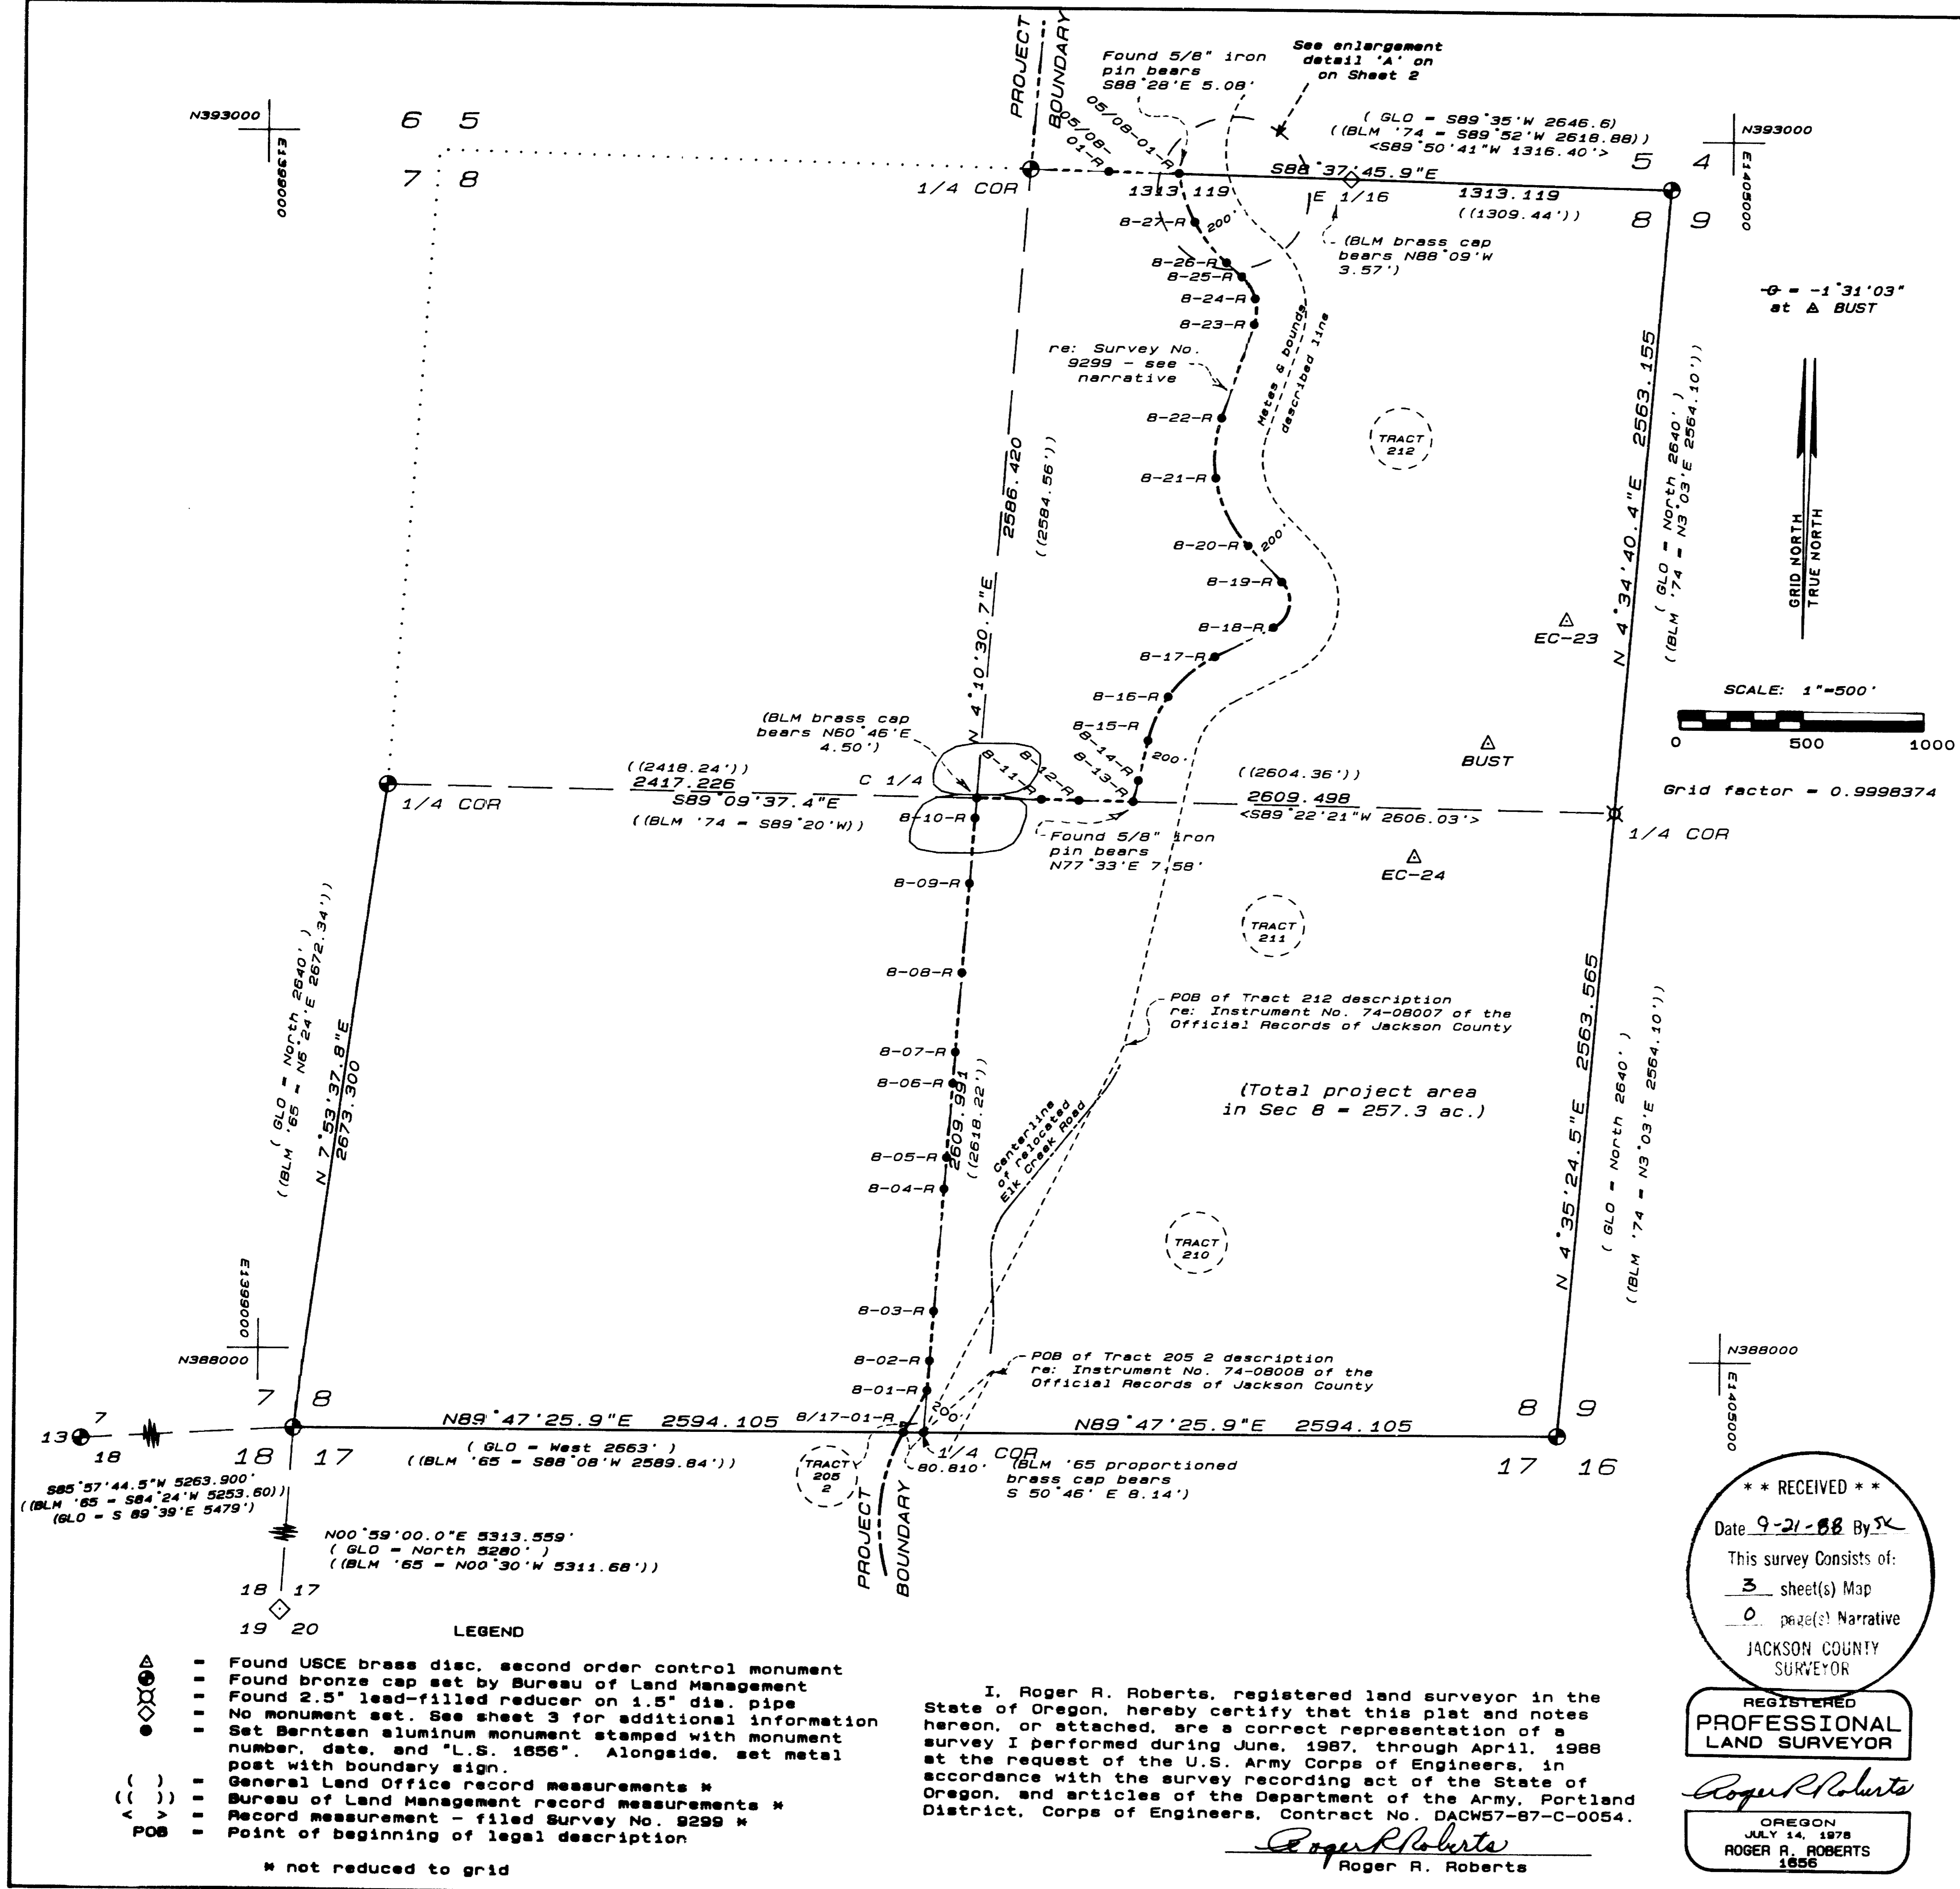 PROJECT
BOUNDARY
Found 5/8" iron
pin bears
S88°28'E 5.08'
See enlargement
detail 'A' on
on Sheet 2
N393000
E1399000
6 5
7 8
05/08-
01-R
05/08-01-R
( GLO = S89°35'W 2646.6)
((BLM '74 = S89°52'W 2618.88))
<S89°50'41"W 1316.40'>
5 4
8 9
N393000
E1405000
1/4 COR
S88°37'45.9"E
1313.119
E 1/16
1313.119
((1309.44'))
8-27-R
200'
(BLM brass cap
bears N88°09'W
3.57')
8-26-R
8-25-R
8-24-R
8-23-R
re: Survey No.
9299 - see
narrative
Metes & bounds
described line
8-22-R
TRACT
212
8-21-R
8-20-R
200'
8-19-R
8-18-R
8-17-R
8-16-R
8-15-R
8-14-R
8-13-R
8-12-R
8-11-R
200'
N 4°10'30.7"E
2586.420
((2584.56'))
N 4°34'40.4"E 2563.155
( GLO = North 2640' )
((BLM '74 = N3°03'E 2564.10'))
-θ- = -1°31'03"
at △ BUST
GRID NORTH
TRUE NORTH
SCALE: 1"=500'
0 500 1000
Grid factor = 0.9998374
EC-23
BUST
EC-24
(BLM brass cap
bears N60°46'E
4.50')
((2418.24'))
2417.226
S89°09'37.4"E
((BLM '74 = S89°20'W))
1/4 COR
C 1/4
8-10-R
((2604.36'))
2609.498
<S89°22'21"W 2606.03'>
1/4 COR
Found 5/8" iron
pin bears
N77°33'E 7.58'
8-09-R
TRACT
211
8-08-R
POB of Tract 212 description
re: Instrument No. 74-08007 of the
Official Records of Jackson County
8-07-R
8-06-R
(Total project area
in Sec 8 = 257.3 ac.)
2609.991
((2618.22'))
8-05-R
8-04-R
Centerline
of relocated
Elk Creek Road
TRACT
210
8-03-R
8-02-R
8-01-R
POB of Tract 205 2 description
re: Instrument No. 74-08008 of the
Official Records of Jackson County
( GLO = North 2640' )
N 7°53'37.8"E
2673.300
N 4°35'24.5"E 2563.565
( GLO = North 2640' )
((BLM '74 = N3°03'E 2564.10'))
N388000
N388000
E1405000
7 8
18 17
N89°47'25.9"E 2594.105
( GLO = West 2663' )
((BLM '65 = S88°08'W 2589.84'))
8/17-01-R
200'
N89°47'25.9"E 2594.105
8 9
17 16
1/4 COR
80.810'
(BLM '65 proportioned
brass cap bears
S 50°46' E 8.14')
TRACT
205
2
PROJECT
BOUNDARY
7
13
18
S85°57'44.5"W 5263.900'
((BLM '65 = S84°24'W 5253.60))
(GLO = S 89°39'E 5479')
N00°59'00.0"E 5313.559'
( GLO = North 5280' )
((BLM '65 = N00°30'W 5311.68'))
18 17
19 20
LEGEND
= Found USCE brass disc, second order control monument
= Found bronze cap set by Bureau of Land Management
= Found 2.5" lead-filled reducer on 1.5" dia. pipe
= No monument set. See sheet 3 for additional information
= Set Berntsen aluminum monument stamped with monument
number, date, and "L.S. 1656". Alongside, set metal
post with boundary sign.
( ) = General Land Office record measurements *
(( )) = Bureau of Land Management record measurements *
< > = Record measurement - filed Survey No. 9299 *
POB = Point of beginning of legal description
* not reduced to grid
I, Roger R. Roberts, registered land surveyor in the
State of Oregon, hereby certify that this plat and notes
hereon, or attached, are a correct representation of a
survey I performed during June, 1987, through April, 1988
at the request of the U.S. Army Corps of Engineers, in
accordance with the survey recording act of the State of
Oregon, and articles of the Department of the Army, Portland
District, Corps of Engineers, Contract No. DACW57-87-C-0054.
Roger R Roberts
Roger R. Roberts
* * RECEIVED * *
Date 9-21-88 By SK
This survey Consists of:
3 sheet(s) Map
0 page(s) Narrative
JACKSON COUNTY
SURVEYOR
REGISTERED
PROFESSIONAL
LAND SURVEYOR
Roger R Roberts
OREGON
JULY 14, 1978
ROGER R. ROBERTS
1656